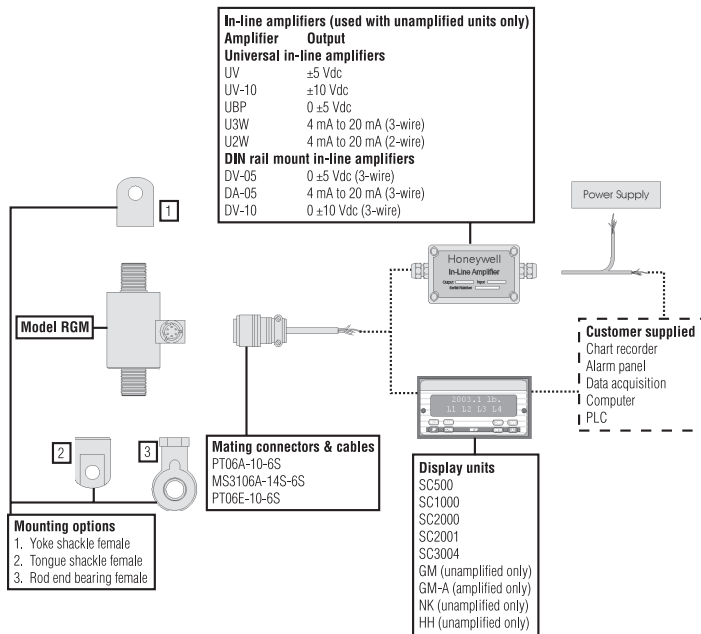 In-line amplifiers (used with unamplified units only)
Amplifier Output
Universal in-line amplifiers
UV ±5 Vdc
UV-10 ±10 Vdc
UBP 0 ±5 Vdc
U3W 4 mA to 20 mA (3-wire)
U2W 4 mA to 20 mA (2-wire)
DIN rail mount in-line amplifiers
DV-05 0 ±5 Vdc (3-wire)
DA-05 4 mA to 20 mA (3-wire)
DV-10 0 ±10 Vdc (3-wire)
Power Supply
1
Honeywell
In-Line Amplifier
Output Input
Serial Number
Model RGM
Customer supplied
Chart recorder
Alarm panel
Data acquisition
Computer
PLC
2003.1 lb.
L1 L2 L3 L4
2
3
Mating connectors & cables
PT06A-10-6S
MS3106A-14S-6S
PT06E-10-6S
Display units
SC500
SC1000
SC2000
SC2001
SC3004
GM (unamplified only)
GM-A (amplified only)
NK (unamplified only)
HH (unamplified only)
Mounting options
1. Yoke shackle female
2. Tongue shackle female
3. Rod end bearing female